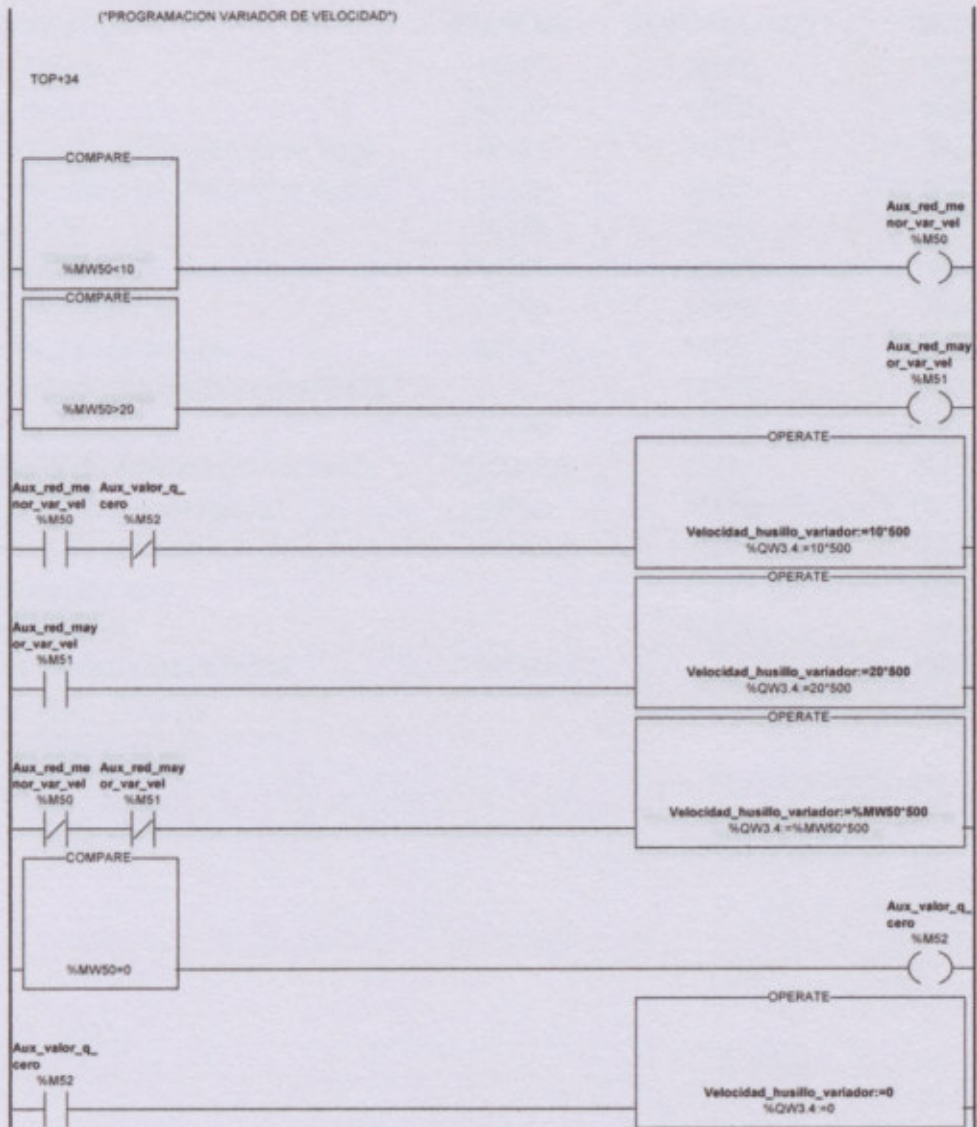 ("PROGRAMACION VARIADOR DE VELOCIDAD")
TOP+34
COMPARE
Aux_red_me
nor_var_vel
%M50
%MW50<10
COMPARE
Aux_red_may
or_var_vel
%M51
%MW50>20
OPERATE
Aux_red_me Aux_valor_q_
nor_var_vel cero
%M50 %M52
Velocidad_husillo_variador:=10*500
%QW3.4:=10*500
OPERATE
Aux_red_may
or_var_vel
%M51
Velocidad_husillo_variador:=20*500
%QW3.4:=20*500
OPERATE
Aux_red_me Aux_red_may
nor_var_vel or_var_vel
%M50 %M51
Velocidad_husillo_variador:=%MW50*500
%QW3.4:=%MW50*500
COMPARE
Aux_valor_q_
cero
%M52
%MW50=0
OPERATE
Aux_valor_q_
cero
%M52
Velocidad_husillo_variador:=0
%QW3.4:=0